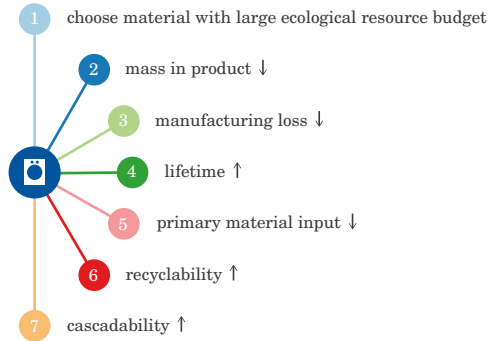 1 choose material with large ecological resource budget
2 mass in product ↓
3 manufacturing loss ↓
4 lifetime ↑
5 primary material input ↓
6 recyclability ↑
7 cascadability ↑